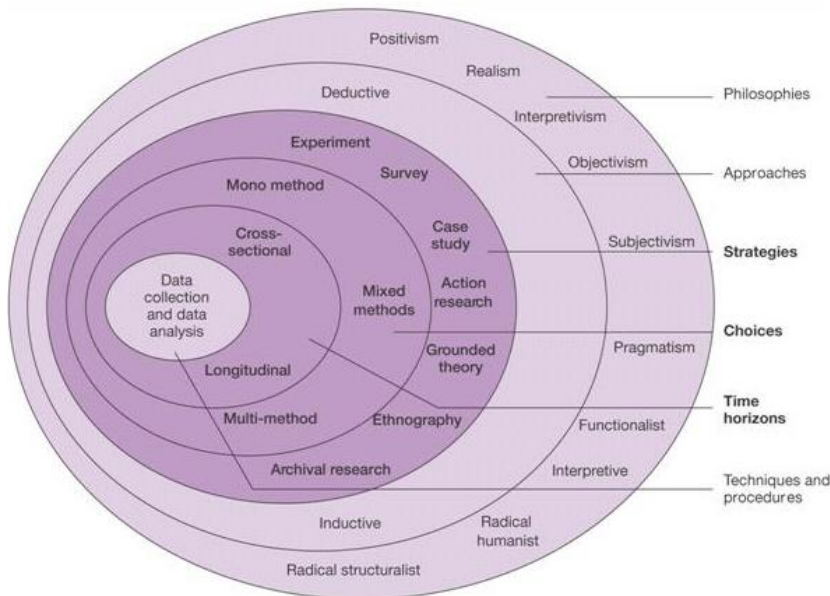 Positivism
Realism
Philosophies
Deductive
Interpretivism
Experiment
Objectivism
Approaches
Survey
Mono method
Case
study
Cross-
sectional
Subjectivism
Strategies
Data
collection
and data
analysis
Mixed
methods
Action
research
Choices
Pragmatism
Grounded
theory
Longitudinal
Time
horizons
Multi-method
Ethnography
Functionalist
Archival research
Interpretive
Techniques and
procedures
Inductive
Radical
humanist
Radical structuralist